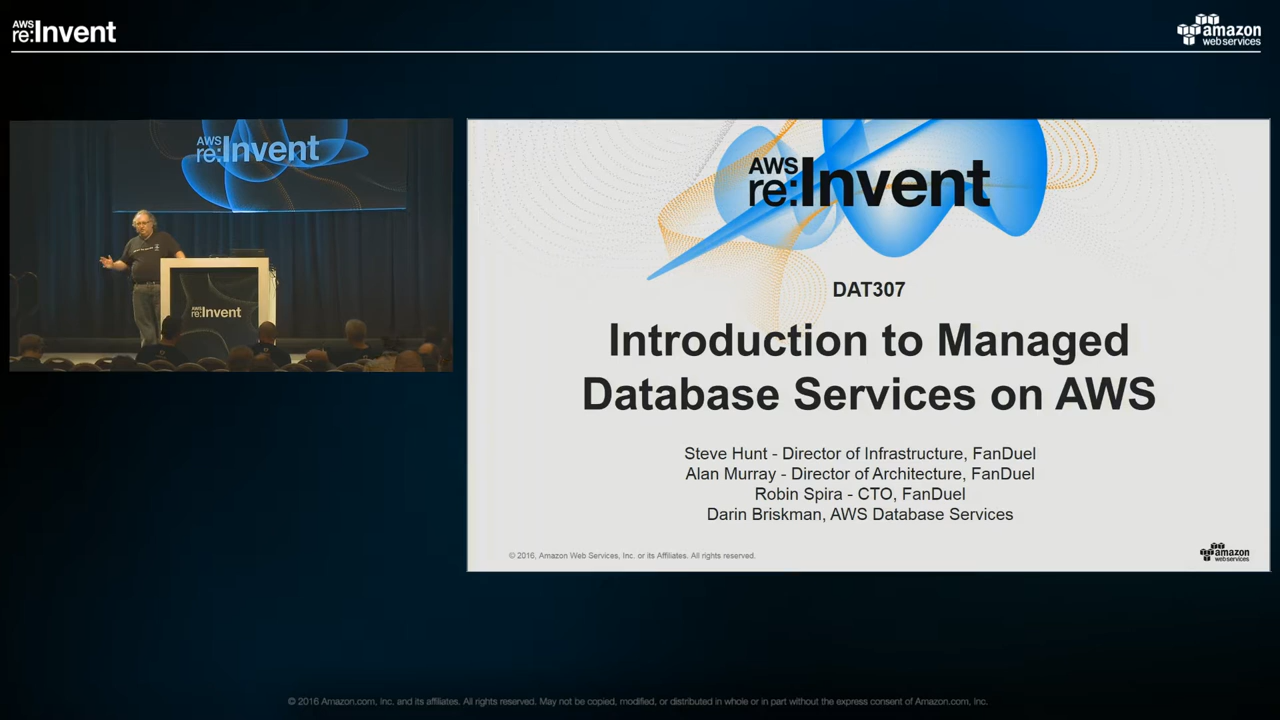 AWS
re:Invent
amazon
web services
AWS
re:Invent
AWS
re:Invent
AWS
re:Invent
DAT307
Introduction to Managed
Database Services on AWS
Steve Hunt - Director of Infrastructure, FanDuel
Alan Murray - Director of Architecture, FanDuel
Robin Spira - CTO, FanDuel
Darin Briskman, AWS Database Services
© 2016, Amazon Web Services, Inc. or its Affiliates. All rights reserved.
amazon
web services
© 2016 Amazon.com, Inc. and its affiliates. All rights reserved. May not be copied, modified, or distributed in whole or in part without the express consent of Amazon.com, Inc.